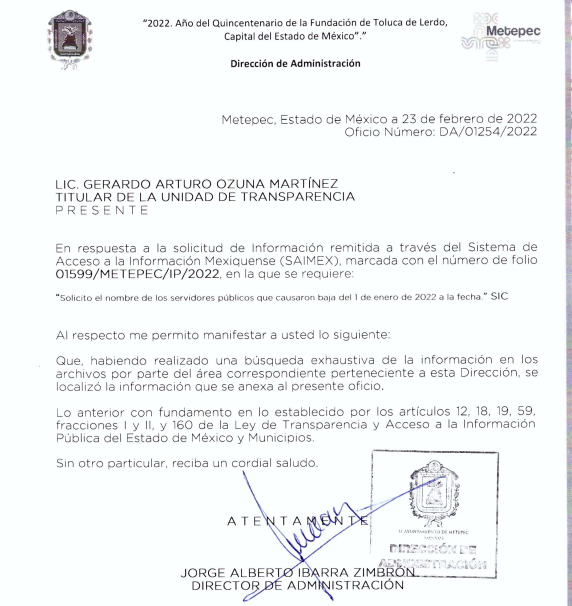 "2022. Año del Quincentenario de la Fundación de Toluca de Lerdo,
Capital del Estado de México"."
Metepec
Dirección de Administración
Metepec, Estado de México a 23 de febrero de 2022
Oficio Número: DA/01254/2022
LIC. GERARDO ARTURO OZUNA MARTÍNEZ
TITULAR DE LA UNIDAD DE TRANSPARENCIA
P R E S E N T E
En respuesta a la solicitud de Información remitida a través del Sistema de
Acceso a la Información Mexiquense (SAIMEX), marcada con el número de folio
01599/METEPEC/IP/2022, en la que se requiere:
"Solicito el nombre de los servidores públicos que causaron baja del 1 de enero de 2022 a la fecha." SIC
Al respecto me permito manifestar a usted lo siguiente:
Que, habiendo realizado una búsqueda exhaustiva de la información en los
archivos por parte del área correspondiente perteneciente a esta Dirección, se
localizó la información que se anexa al presente oficio.
Lo anterior con fundamento en lo establecido por los artículos 12, 18, 19, 59,
fracciones I y II, y 160 de la Ley de Transparencia y Acceso a la Información
Pública del Estado de México y Municipios.
Sin otro particular, reciba un cordial saludo.
A T E N T A M E N T E
AYUNTAMIENTO DE METEPEC
DIRECCIÓN DE
ADMINISTRACIÓN
JORGE ALBERTO IBARRA ZIMBRÓN
DIRECTOR DE ADMINISTRACIÓN